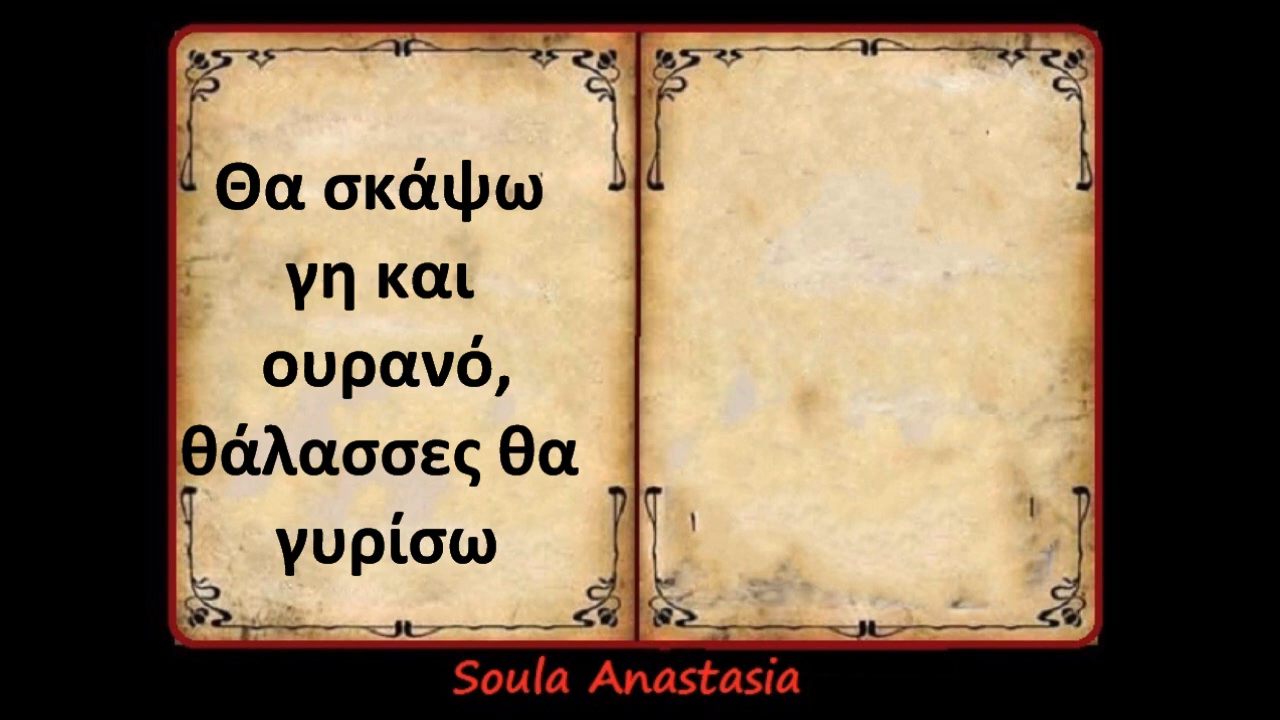 Θα σκάψω
γη και
ουρανό,
θάλασσες θα
γυρίσω
Soula Anastasia